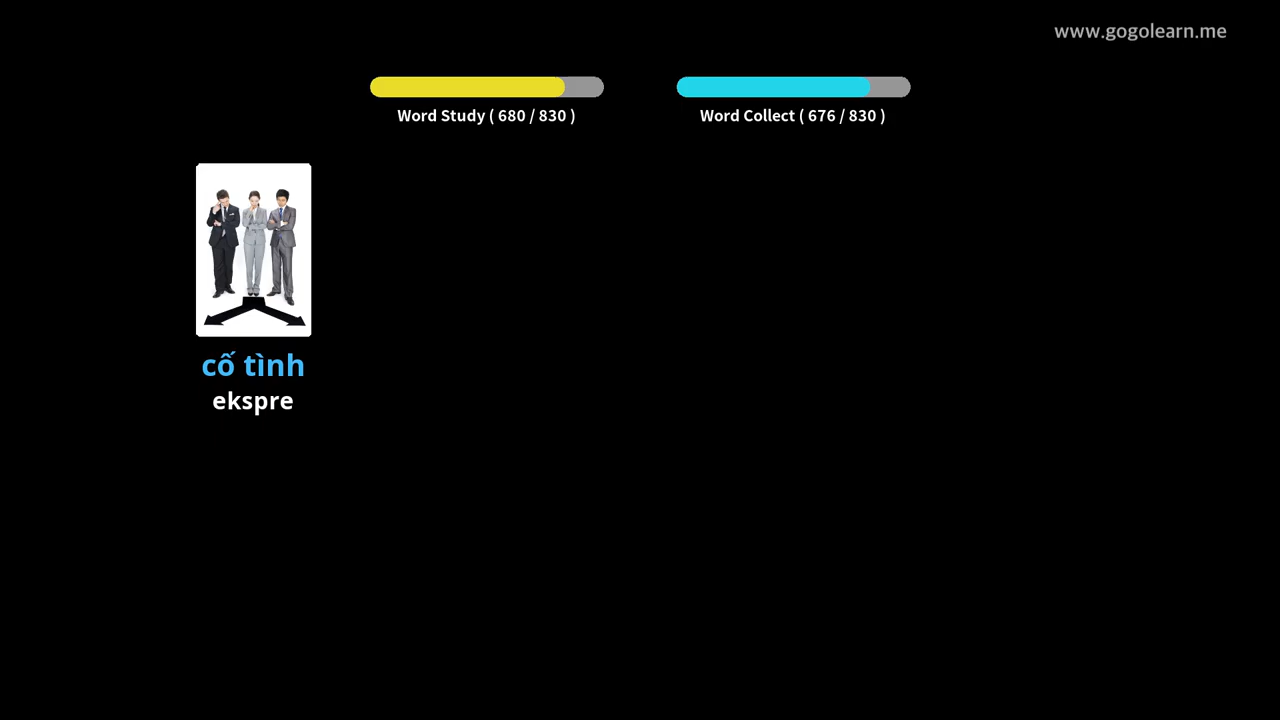 www.gogolearn.me
Word Study ( 680 / 830 )
Word Collect ( 676 / 830 )
cố tình
ekspre